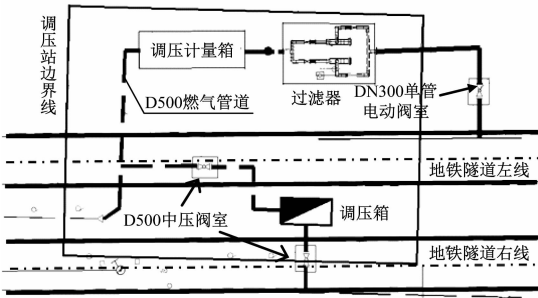 调压站边界线
调压计量箱
过滤器
DN300单管
电动阀室
D500燃气管道
地铁隧道左线
D500中压阀室
调压箱
地铁隧道右线